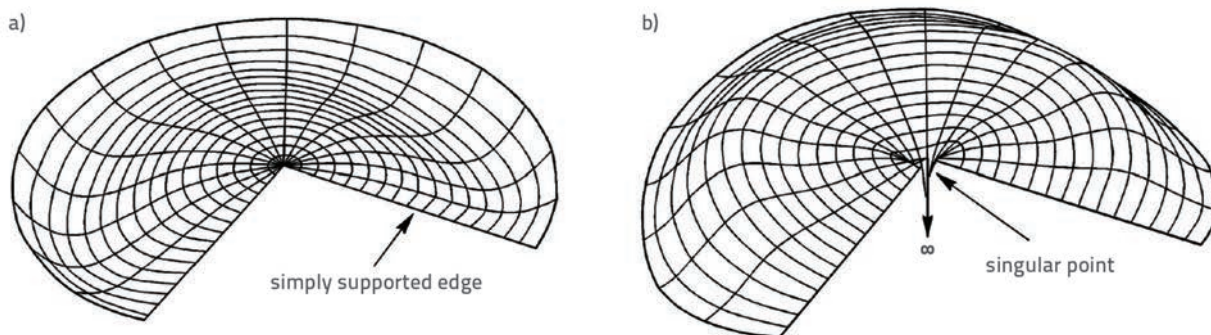 a)
b)
simply supported edge
∞
singular point